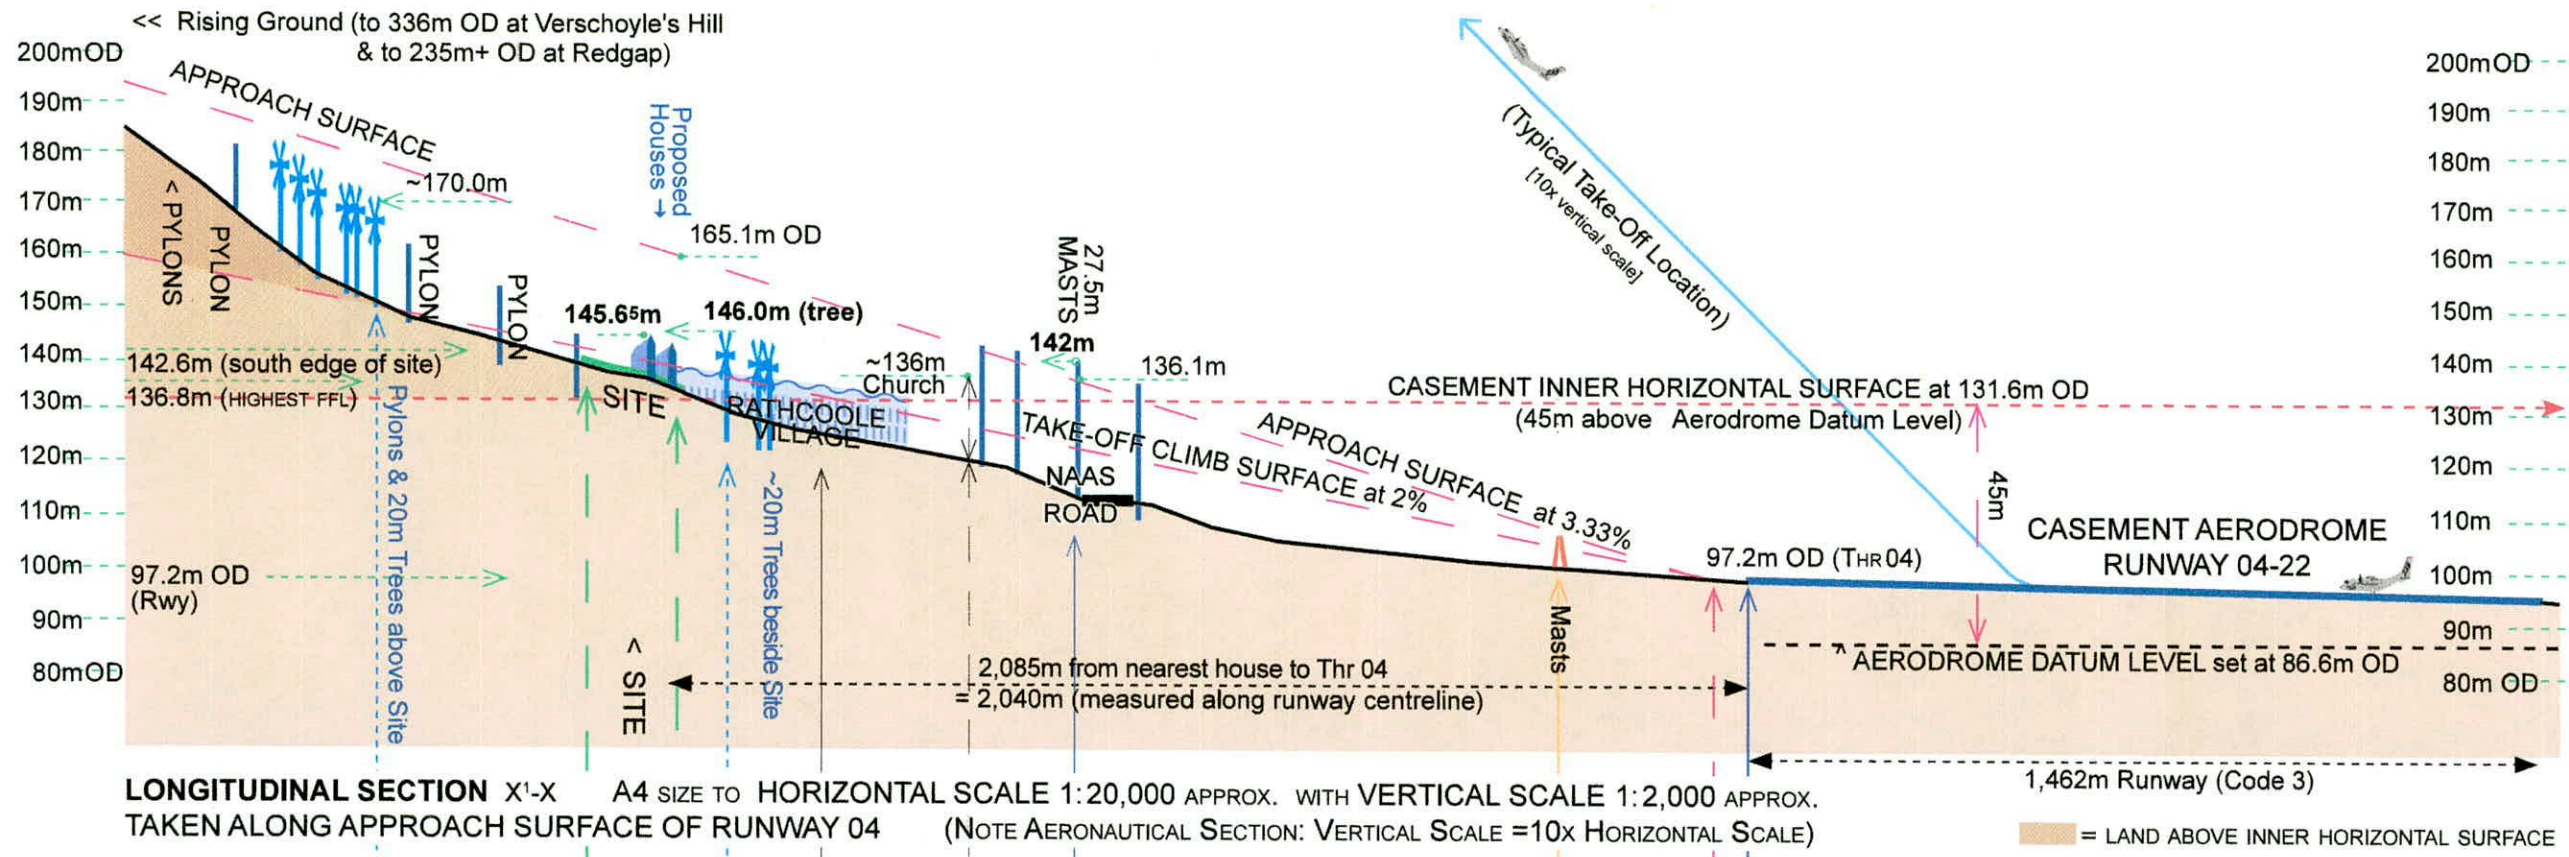 << Rising Ground (to 336m OD at Verschoyle's Hill
& to 235m+ OD at Redgap)
200mOD
190m
180m
170m
160m
150m
140m
130m
120m
110m
100m
90m
80mOD
APPROACH SURFACE
< PYLONS
PYLON
~170.0m
PYLON
PYLON
Proposed
Houses →
165.1m OD
145.65m
146.0m (tree)
27.5m
MASTS
142m
136.1m
~136m
Church
142.6m (south edge of site)
136.8m (HIGHEST FFL)
SITE
RATHCOOLE
VILLAGE
NAAS
ROAD
TAKE-OFF CLIMB SURFACE at 2%
APPROACH SURFACE at 3.33%
(Typical Take-Off Location)
[10x vertical scale]
CASEMENT INNER HORIZONTAL SURFACE at 131.6m OD
(45m above Aerodrome Datum Level)
45m
CASEMENT AERODROME
RUNWAY 04-22
97.2m OD (THR 04)
97.2m OD
(Rwy)
Pylons & 20m Trees above Site
~20m Trees beside Site
< SITE
Masts
2,085m from nearest house to Thr 04
= 2,040m (measured along runway centreline)
^ AERODROME DATUM LEVEL set at 86.6m OD
200mOD
190m
180m
170m
160m
150m
140m
130m
120m
110m
100m
90m
80m OD
1,462m Runway (Code 3)
LONGITUDINAL SECTION X¹-X A4 SIZE TO HORIZONTAL SCALE 1:20,000 APPROX. WITH VERTICAL SCALE 1:2,000 APPROX.
TAKEN ALONG APPROACH SURFACE OF RUNWAY 04 (NOTE AERONAUTICAL SECTION: VERTICAL SCALE =10x HORIZONTAL SCALE)
= LAND ABOVE INNER HORIZONTAL SURFACE